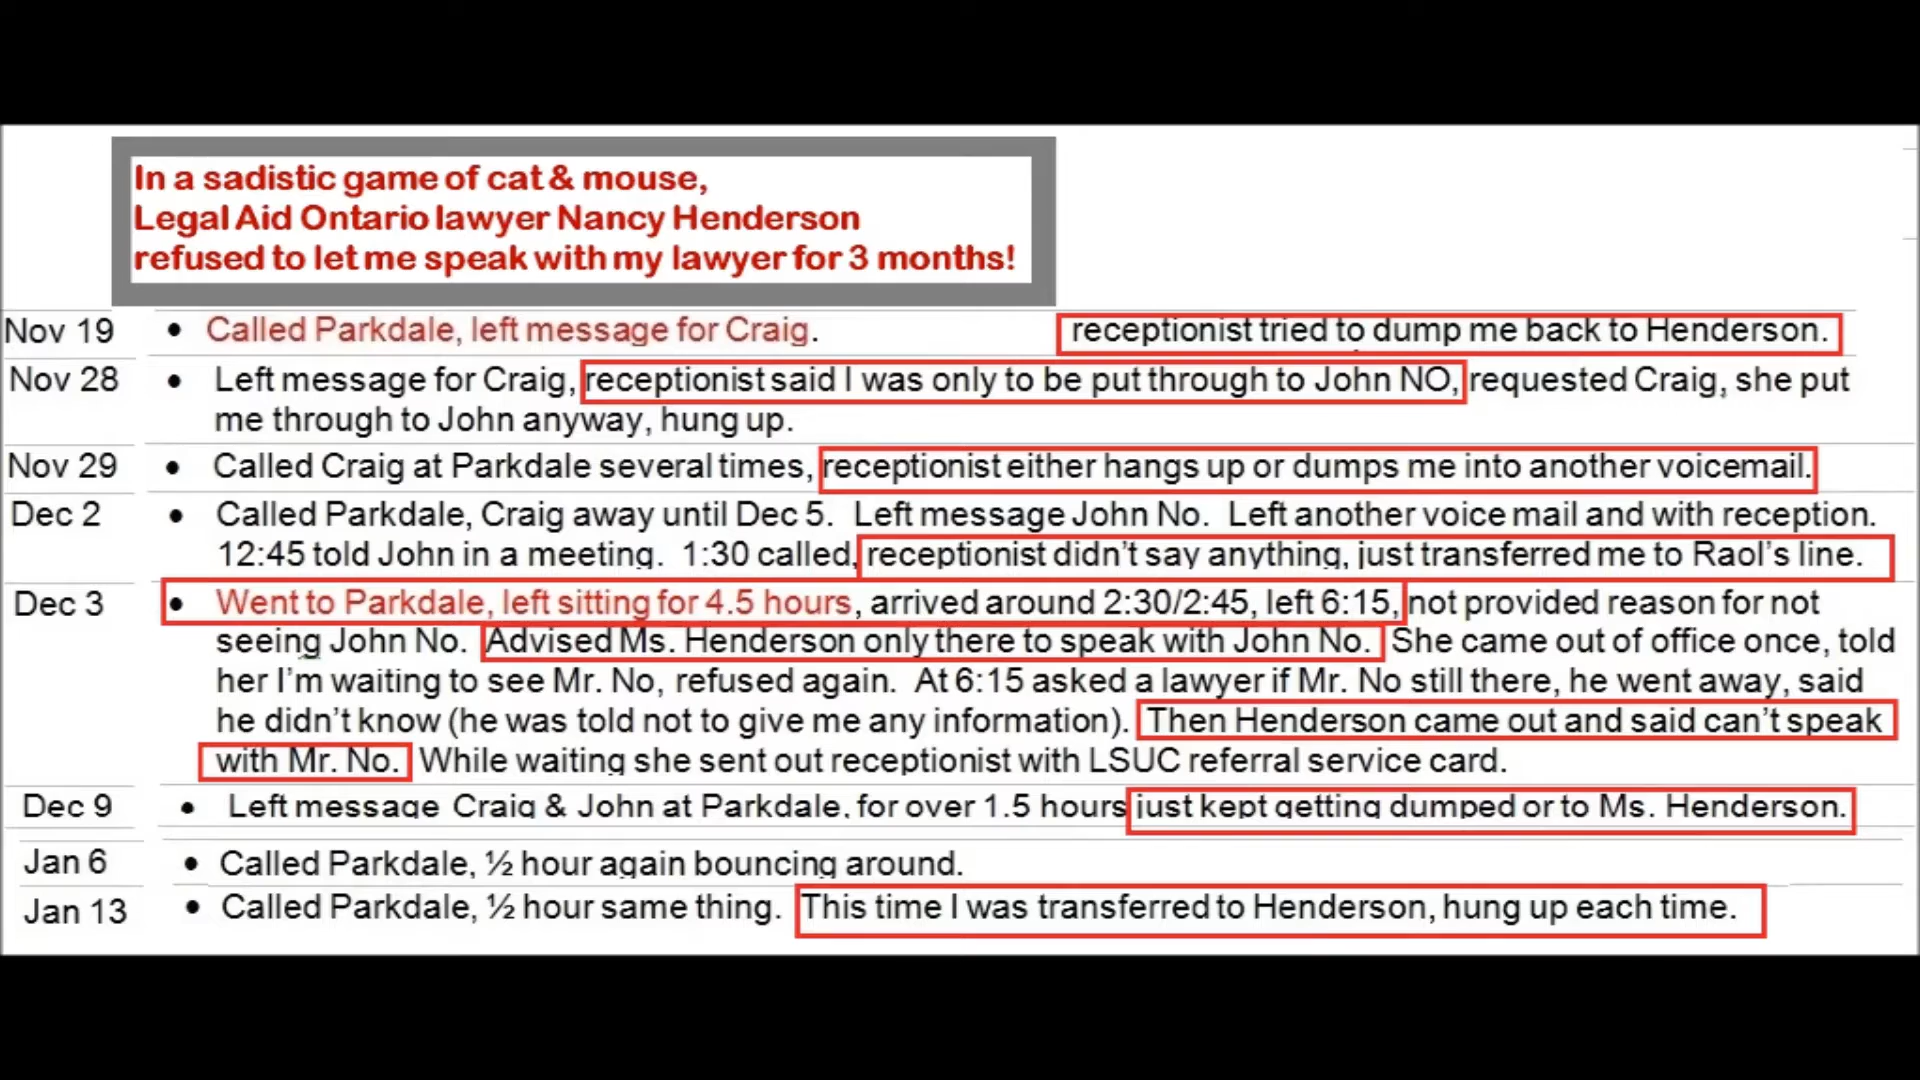 In a sadistic game of cat & mouse,
Legal Aid Ontario lawyer Nancy Henderson
refused to let me speak with my lawyer for 3 months!
Nov 19 • Called Parkdale, left message for Craig. receptionist tried to dump me back to Henderson.
Nov 28 • Left message for Craig, receptionist said I was only to be put through to John NO, requested Craig, she put
me through to John anyway, hung up.
Nov 29 • Called Craig at Parkdale several times, receptionist either hangs up or dumps me into another voicemail.
Dec 2 • Called Parkdale, Craig away until Dec 5. Left message John No. Left another voice mail and with reception.
12:45 told John in a meeting. 1:30 called, receptionist didn't say anything, just transferred me to Raol's line.
Dec 3 • Went to Parkdale, left sitting for 4.5 hours, arrived around 2:30/2:45, left 6:15, not provided reason for not
seeing John No. Advised Ms. Henderson only there to speak with John No. She came out of office once, told
her I'm waiting to see Mr. No, refused again. At 6:15 asked a lawyer if Mr. No still there, he went away, said
he didn't know (he was told not to give me any information). Then Henderson came out and said can't speak
with Mr. No. While waiting she sent out receptionist with LSUC referral service card.
Dec 9 • Left message Craig & John at Parkdale, for over 1.5 hours just kept getting dumped or to Ms. Henderson.
Jan 6 • Called Parkdale, ½ hour again bouncing around.
Jan 13 • Called Parkdale, ½ hour same thing. This time I was transferred to Henderson, hung up each time.